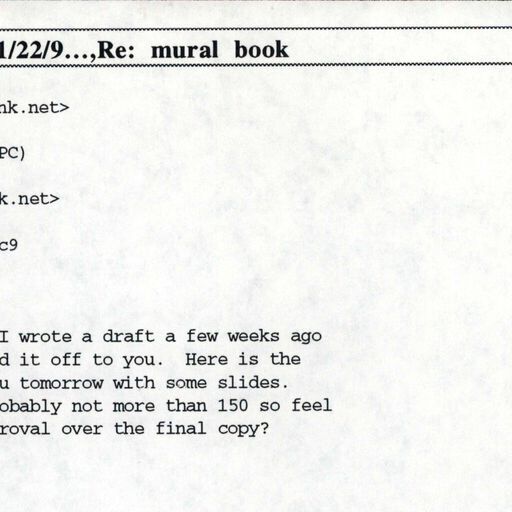 1/22/9...,Re: mural book
nk.net>
PC)
k.net>
c9
I wrote a draft a few weeks ago
d it off to you. Here is the
u tomorrow with some slides.
obably not more than 150 so feel
roval over the final copy?